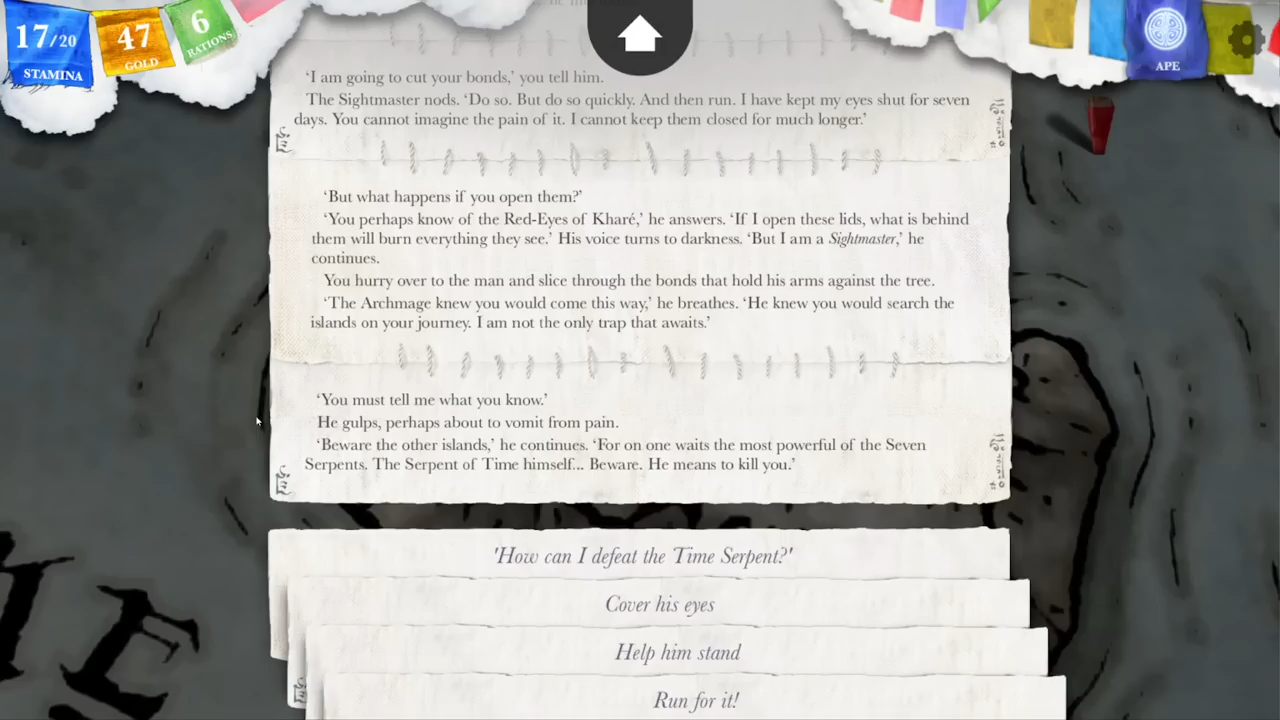 17/20
STAMINA
47
GOLD
6
RATIONS
APE
‘I am going to cut your bonds,’ you tell him.
The Sightmaster nods. ‘Do so. But do so quickly. And then run. I have kept my eyes shut for seven
days. You cannot imagine the pain of it. I cannot keep them closed for much longer.’
‘But what happens if you open them?’
‘You perhaps know of the Red-Eyes of Kharé,’ he answers. ‘If I open these lids, what is behind
them will burn everything they see.’ His voice turns to darkness. ‘But I am a Sightmaster,’ he
continues.
You hurry over to the man and slice through the bonds that hold his arms against the tree.
‘The Archmage knew you would come this way,’ he breathes. ‘He knew you would search the
islands on your journey. I am not the only trap that awaits.’
‘You must tell me what you know.’
He gulps, perhaps about to vomit from pain.
‘Beware the other islands,’ he continues. ‘For on one waits the most powerful of the Seven
Serpents. The Serpent of Time himself... Beware. He means to kill you.’
'How can I defeat the Time Serpent?'
Cover his eyes
Help him stand
Run for it!